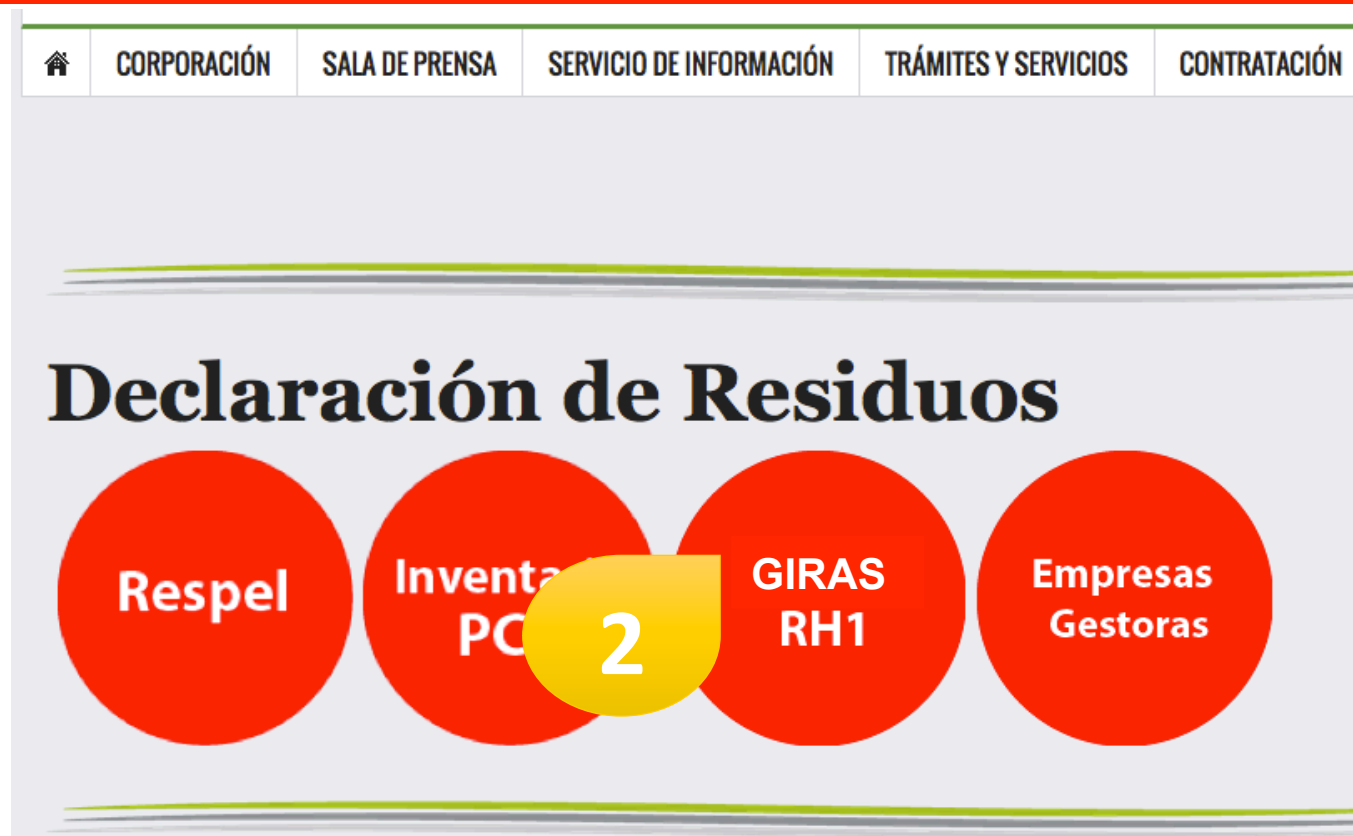 CORPORACIÓN SALA DE PRENSA SERVICIO DE INFORMACIÓN TRÁMITES Y SERVICIOS CONTRATACIÓN
Declaración de Residuos
Respel
2
GIRAS
RH1
Empresas
Gestoras